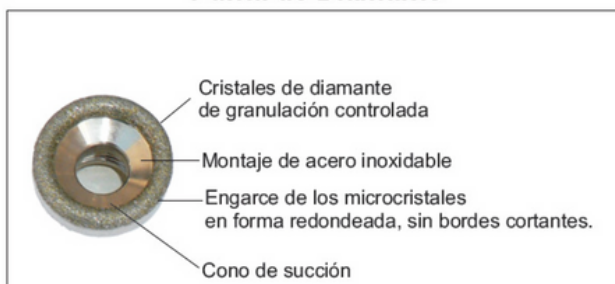 Cristales de diamante
de granulación controlada
Montaje de acero inoxidable
Engarce de los microcristales
en forma redondeada, sin bordes cortantes.
Cono de succión